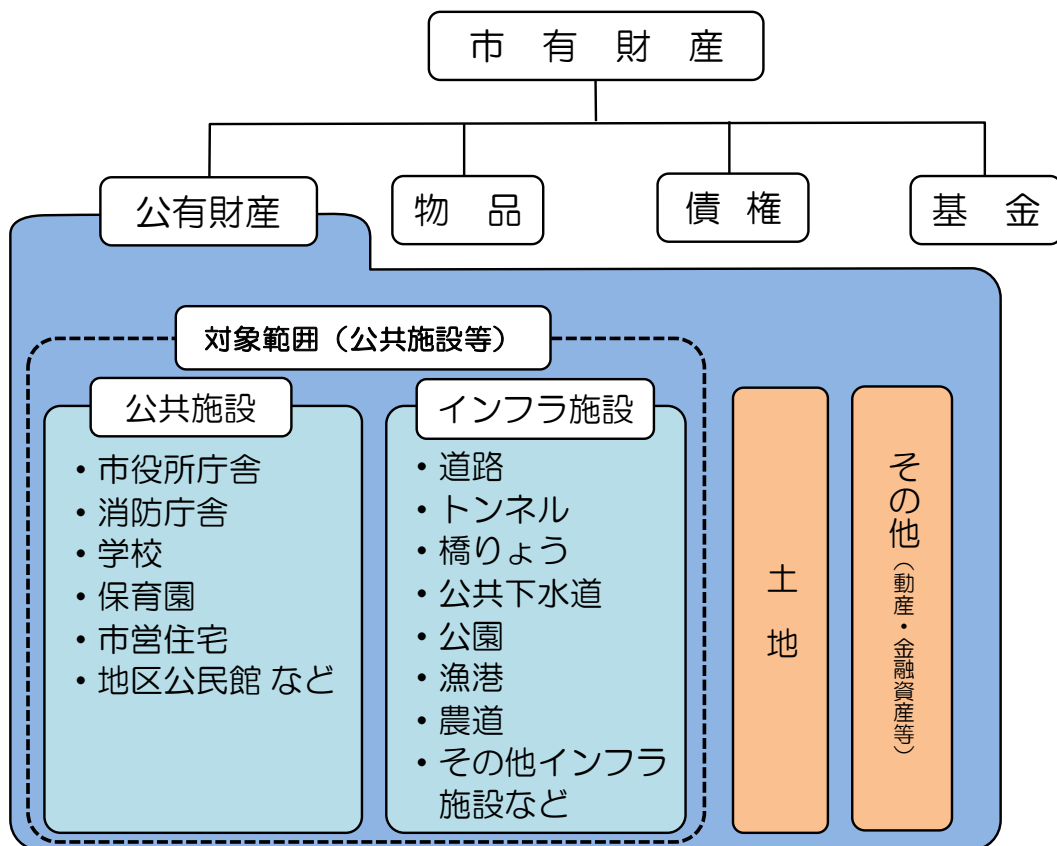 市有財産
公有財産
物品
債権
基金
対象範囲（公共施設等）
公共施設
・市役所庁舎
・消防庁舎
・学校
・保育園
・市営住宅
・地区公民館 など
インフラ施設
・道路
・トンネル
・橋りょう
・公共下水道
・公園
・漁港
・農道
・その他インフラ
施設など
土地
その他（動産・金融資産等）